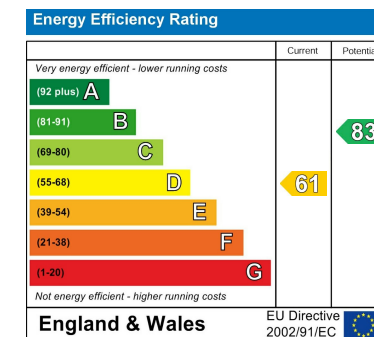 Energy Efficiency Rating
Current Potentia
Very energy efficient - lower running costs
(92 plus) A
(81-91) B
83
(69-80) C
(55-68) D
61
(39-54) E
(21-38) F
(1-20) G
Not energy efficient - higher running costs
England & Wales
EU Directive
2002/91/EC